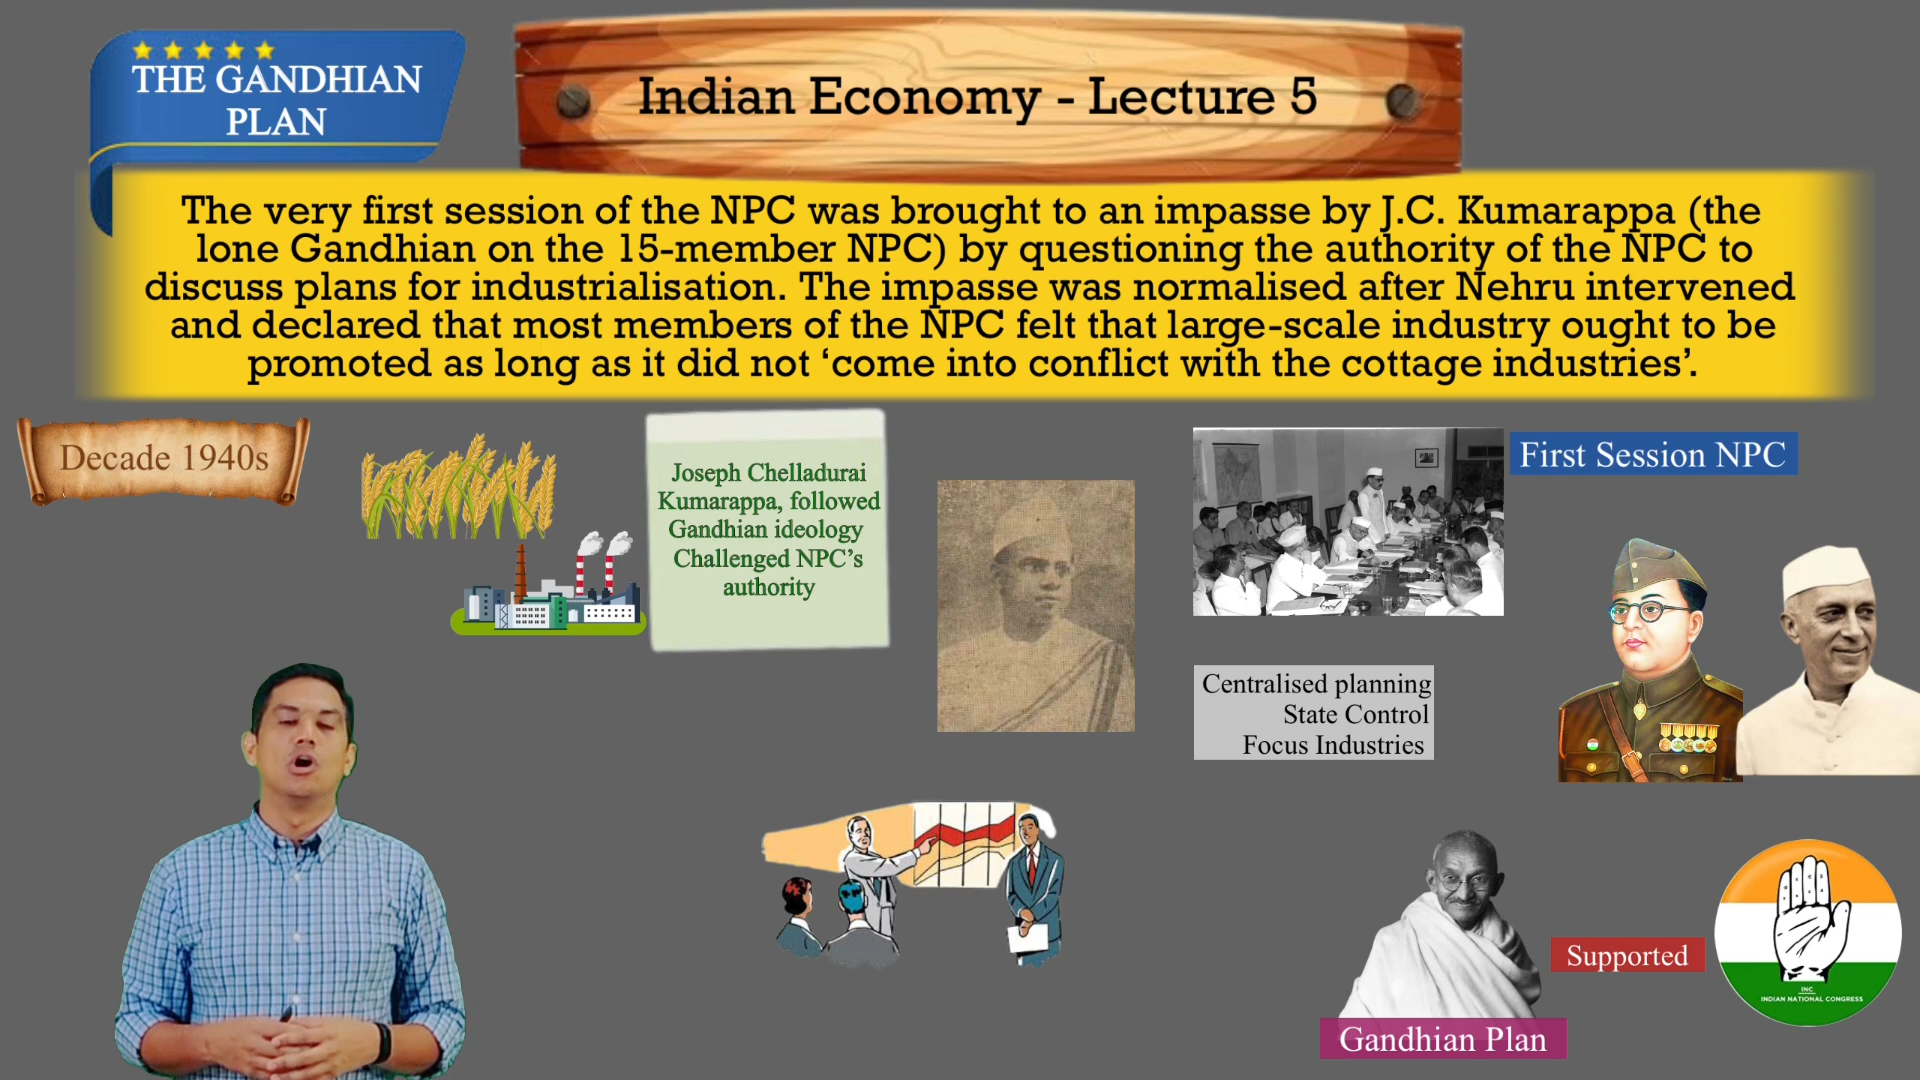 THE GANDHIAN
PLAN
Indian Economy - Lecture 5
The very first session of the NPC was brought to an impasse by J.C. Kumarappa (the
lone Gandhian on the 15-member NPC) by questioning the authority of the NPC to
discuss plans for industrialisation. The impasse was normalised after Nehru intervened
and declared that most members of the NPC felt that large-scale industry ought to be
promoted as long as it did not ‘come into conflict with the cottage industries’.
Decade 1940s
Joseph Chelladurai
Kumarappa, followed
Gandhian ideology
Challenged NPC’s
authority
First Session NPC
Centralised planning
State Control
Focus Industries
Supported
INC
INDIAN NATIONAL CONGRESS
Gandhian Plan